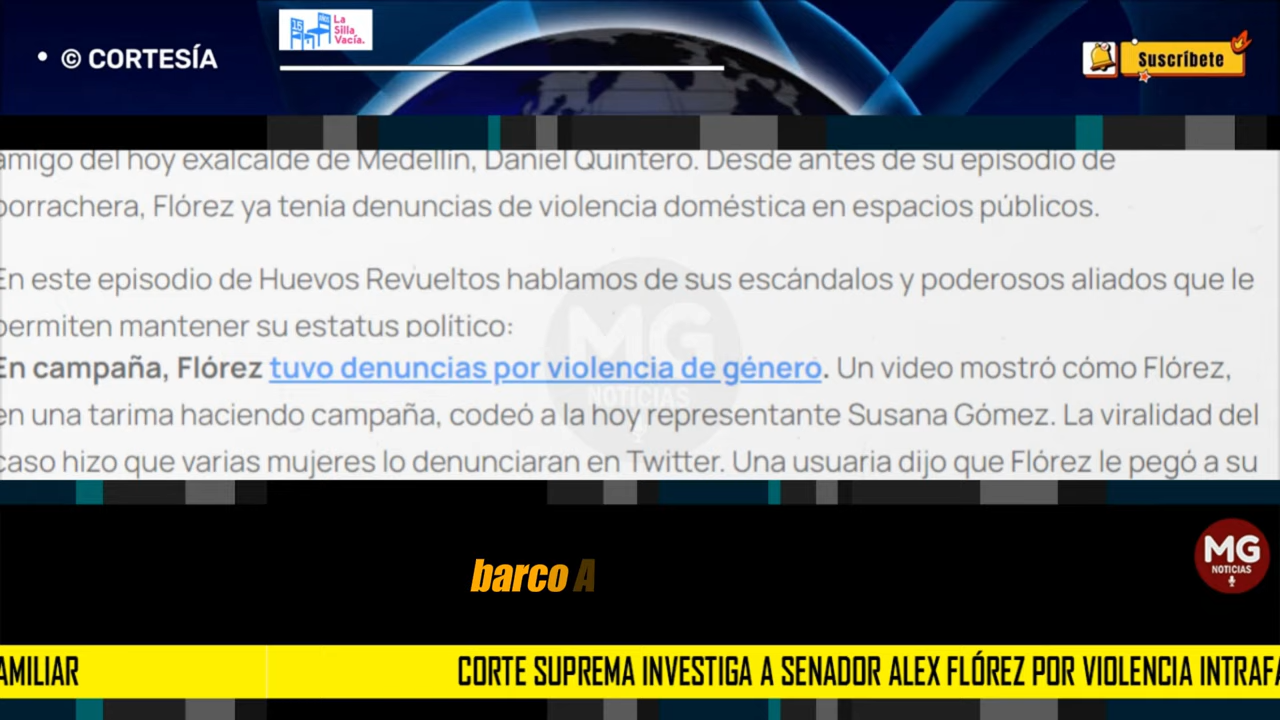 • © CORTESÍA
15 AÑOS
La
Silla
Vacía.
Suscríbete
amigo del hoy exalcalde de Medellín, Daniel Quintero. Desde antes de su episodio de
borrachera, Flórez ya tenía denuncias de violencia doméstica en espacios públicos.
En este episodio de Huevos Revueltos hablamos de sus escándalos y poderosos aliados que le
permiten mantener su estatus político:
En campaña, Flórez tuvo denuncias por violencia de género. Un video mostró cómo Flórez,
en una tarima haciendo campaña, codeó a la hoy representante Susana Gómez. La viralidad del
caso hizo que varias mujeres lo denunciaran en Twitter. Una usuaria dijo que Flórez le pegó a su
MG
NOTICIAS
barco A
MG
NOTICIAS
AMILIAR
CORTE SUPREMA INVESTIGA A SENADOR ALEX FLÓREZ POR VIOLENCIA INTRAFA